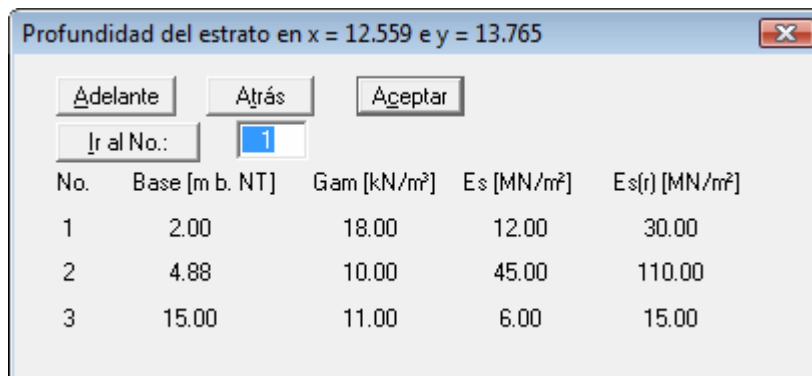 Profundidad del estrato en x = 12.559 e y = 13.765
Adelante Atrás Aceptar
Ir al No.: 1
No. Base [m b. NT] Gam [kN/m³] Es [MN/m²] Es(r) [MN/m²]
1 2.00 18.00 12.00 30.00
2 4.88 10.00 45.00 110.00
3 15.00 11.00 6.00 15.00